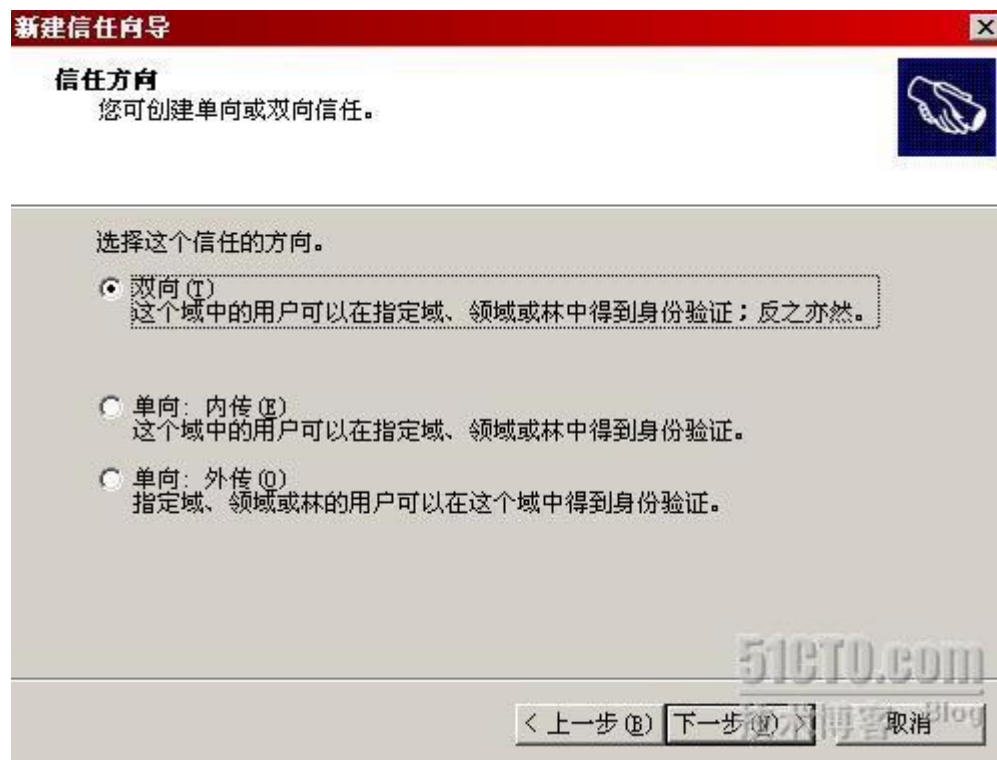 新建信任向导
信任方向
您可创建单向或双向信任。
选择这个信任的方向。
双向(T)
这个域中的用户可以在指定域、领域或林中得到身份验证；反之亦然。
单向: 内传(E)
这个域中的用户可以在指定域、领域或林中得到身份验证。
单向: 外传(O)
指定域、领域或林的用户可以在这个域中得到身份验证。
51CTO.com
< 上一步(B) 下一步(N) > 取消
技术博客 Blog